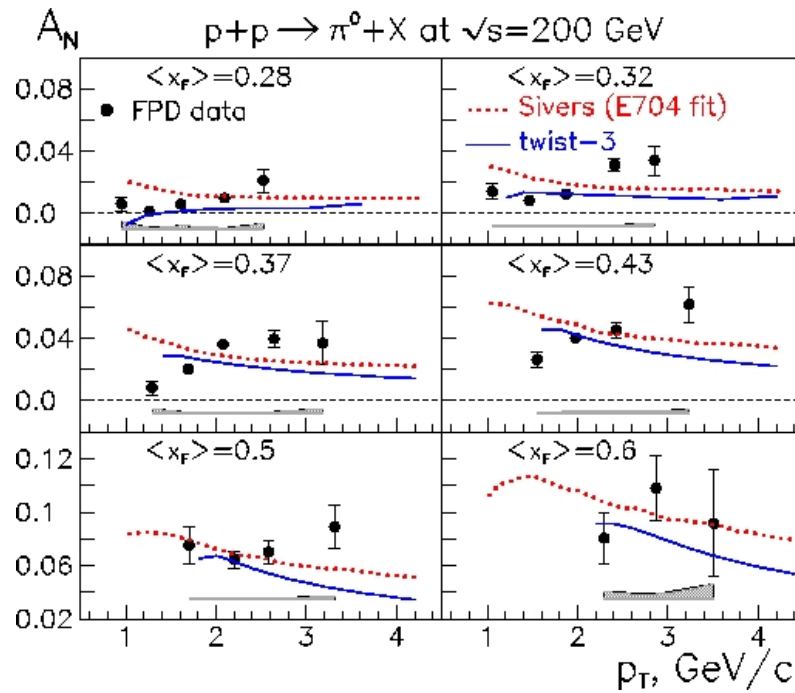 A_N p+p → π⁰+X at √s=200 GeV
<x_F>=0.28 <x_F>=0.32
0.08
● FPD data Sivers (E704 fit)
twist-3
0.04
0.0
<x_F>=0.37 <x_F>=0.43
0.08
0.04
0.0
<x_F>=0.5 <x_F>=0.6
0.12
0.1
0.08
0.06
0.04
0.02
1 2 3 4 1 2 3 4
p_T, GeV/c